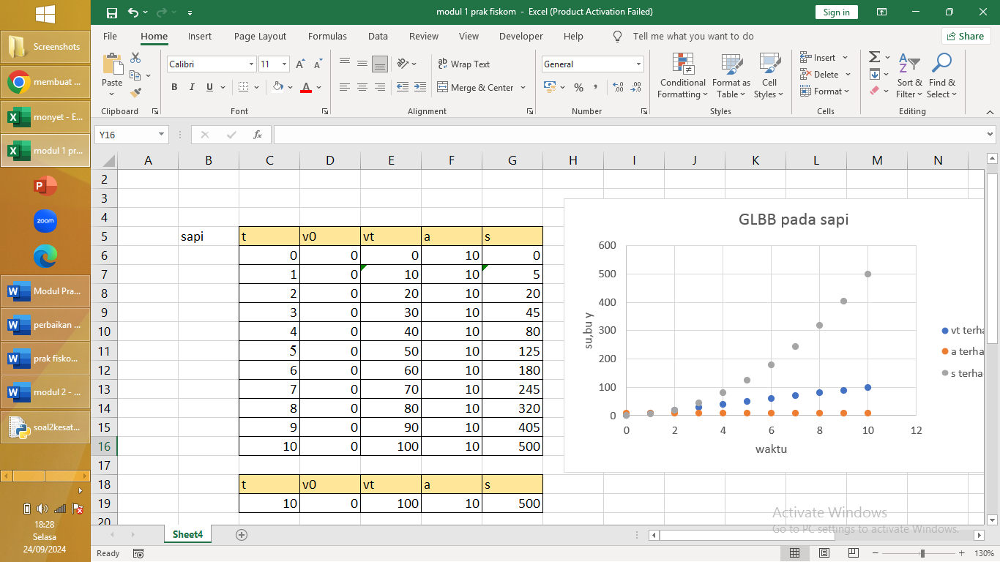 modul 1 prak fiskom - Excel (Product Activation Failed)
Sign in
File Home Insert Page Layout Formulas Data Review View Developer Help Tell me what you want to do
Share
Paste
Clipboard
Calibri 11
B I U A
Font
Wrap Text
Merge & Center
Alignment
General
Number
Conditional Formatting
Format as Table
Cell Styles
Styles
Insert
Delete
Format
Cells
Sort & Filter
Find & Select
Editing
Y16
fx
Screenshots
membuat ...
monyet - E...
modul 1 pr...
zoom
Modul Pra...
perbaikan ...
prak fisko...
modul 2 - ...
soal2kesat...
18:28
Selasa
24/09/2024
A B C D E F G H I J K L M N
2
3
4
5 sapi t v0 vt a s
6 0 0 0 10 0
7 1 0 10 10 5
8 2 0 20 10 20
9 3 0 30 10 45
10 4 0 40 10 80
11 5 0 50 10 125
12 6 0 60 10 180
13 7 0 70 10 245
14 8 0 80 10 320
15 9 0 90 10 405
16 10 0 100 10 500
17
18 t v0 vt a s
19 10 0 100 10 500
20
GLBB pada sapi
600
500
400
300
200
100
0
su,bu y
0 2 4 6 8 10 12
waktu
vt terha
a terha
s terha
Activate Windows
Go to PC settings to activate Windows.
Sheet4
Ready
130%